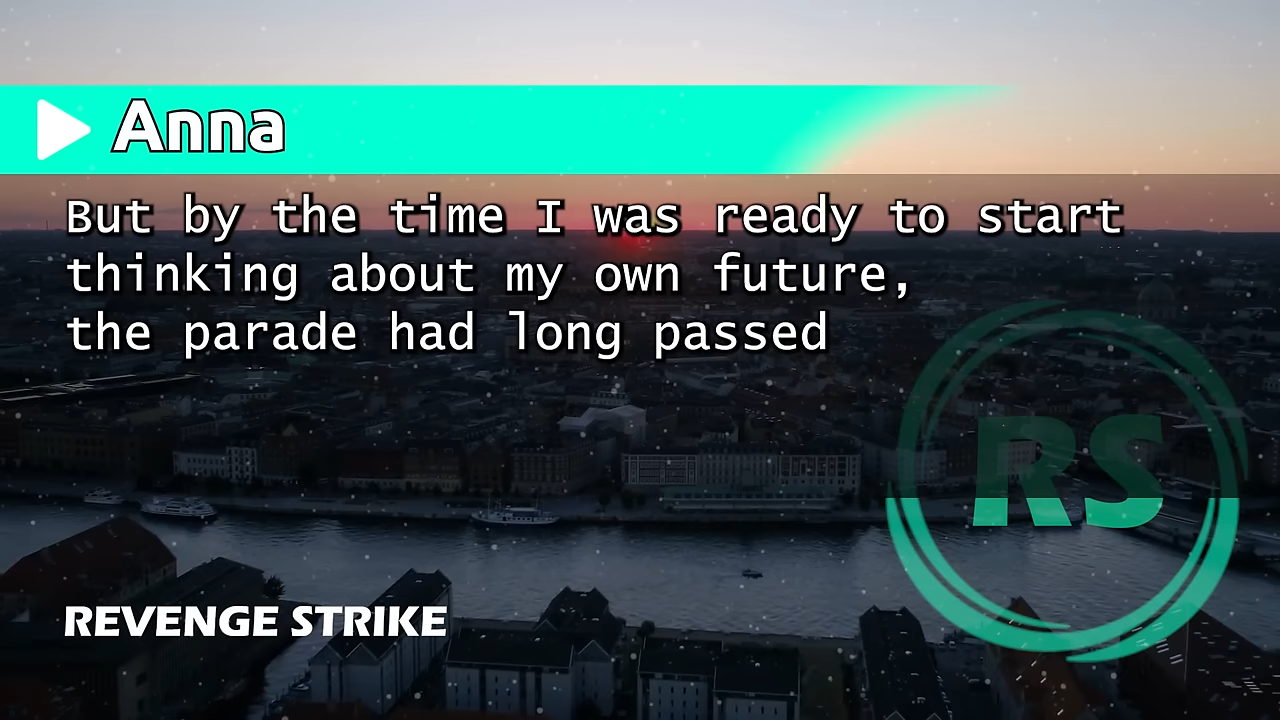 Anna
But by the time I was ready to start
thinking about my own future,
the parade had long passed
RS
REVENGE STRIKE